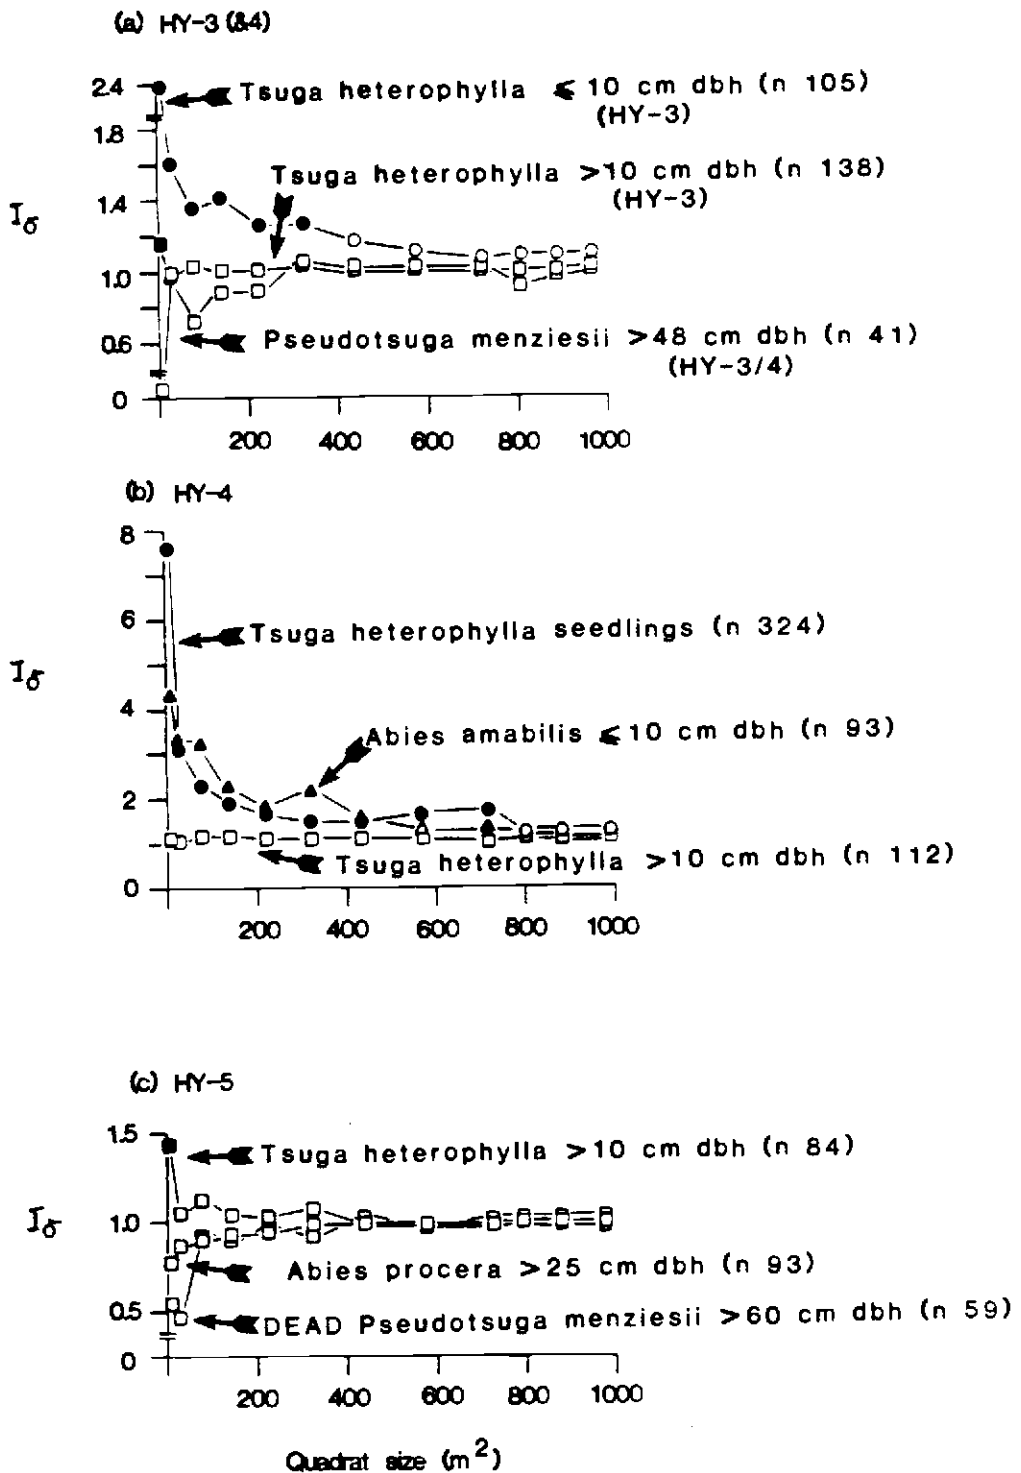 (a) HY-3 (&4)
2.4
1.8
1.4
1.0
0.6
0
Iδ
Tsuga heterophylla ⩽ 10 cm dbh (n 105)
(HY-3)
Tsuga heterophylla >10 cm dbh (n 138)
(HY-3)
Pseudotsuga menziesii >48 cm dbh (n 41)
(HY-3/4)
200 400 600 800 1000
(b) HY-4
8
6
4
2
0
Iδ
Tsuga heterophylla seedlings (n 324)
Abies amabilis ⩽ 10 cm dbh (n 93)
Tsuga heterophylla >10 cm dbh (n 112)
200 400 600 800 1000
(c) HY-5
1.5
1.0
0.5
0
Iδ
Tsuga heterophylla >10 cm dbh (n 84)
Abies procera >25 cm dbh (n 93)
DEAD Pseudotsuga menziesii >60 cm dbh (n 59)
200 400 600 800 1000
Quadrat size (m²)